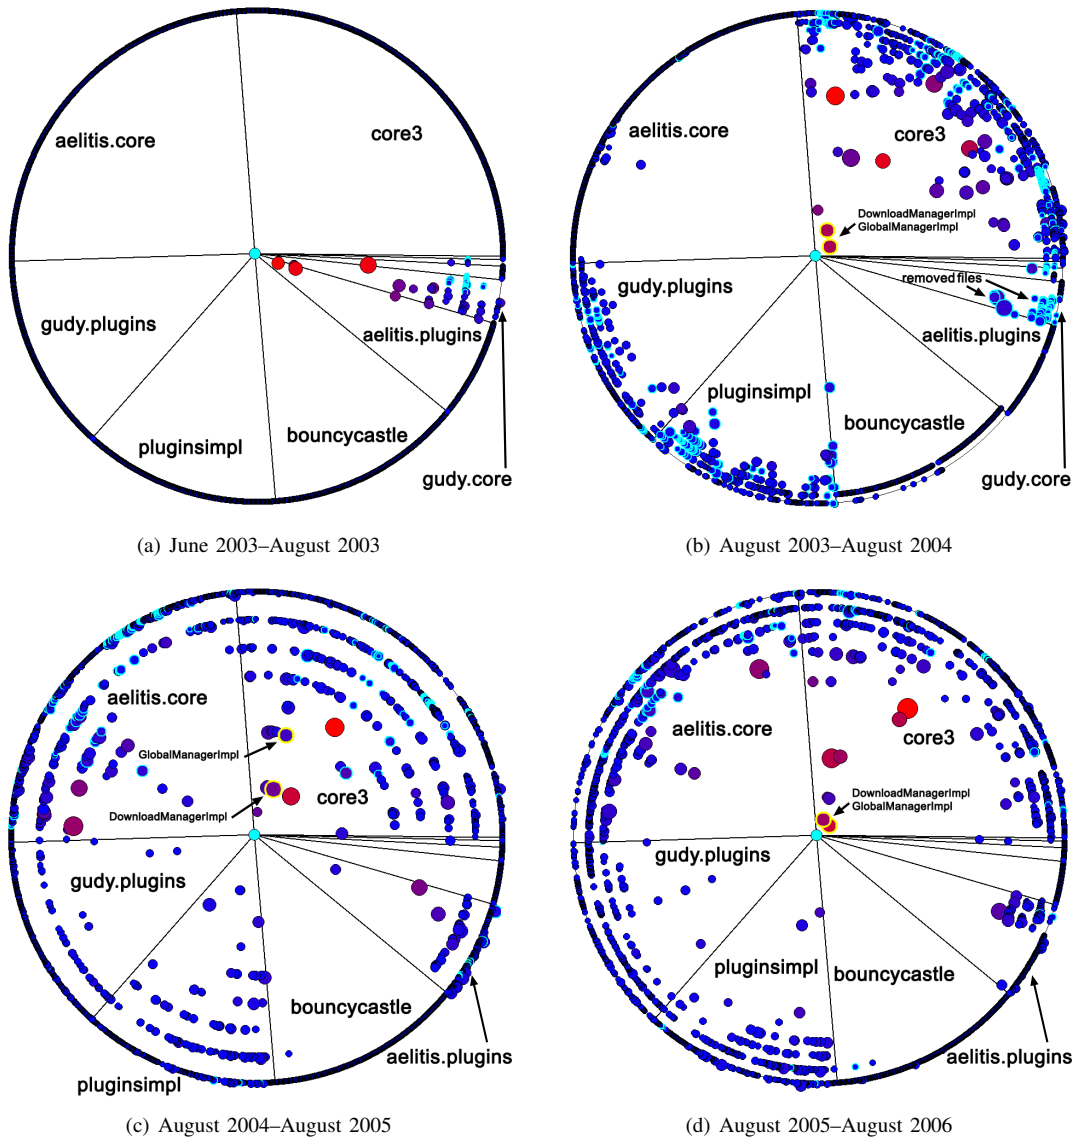 aelitis.core
core3
gudy.plugins
aelitis.plugins
pluginsimpl
bouncycastle
gudy.core
(a) June 2003–August 2003
aelitis.core
core3
DownloadManagerImpl
GlobalManagerImpl
gudy.plugins
removed files
aelitis.plugins
pluginsimpl
bouncycastle
gudy.core
(b) August 2003–August 2004
aelitis.core
GlobalManagerImpl
core3
DownloadManagerImpl
gudy.plugins
bouncycastle
aelitis.plugins
pluginsimpl
(c) August 2004–August 2005
aelitis.core
core3
DownloadManagerImpl
GlobalManagerImpl
gudy.plugins
pluginsimpl
bouncycastle
aelitis.plugins
(d) August 2005–August 2006